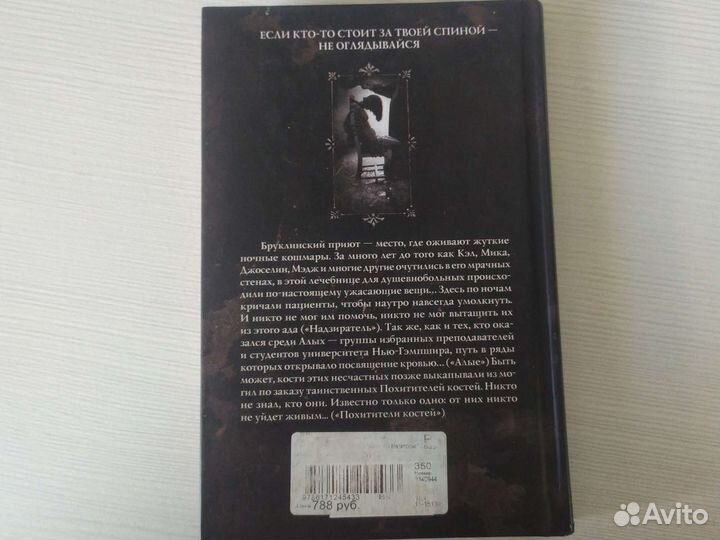 ЕСЛИ КТО-ТО СТОИТ ЗА ТВОЕЙ СПИНОЙ —
НЕ ОГЛЯДЫВАЙСЯ
Бруклинский приют — место, где оживают жуткие
ночные кошмары. За много лет до того как Кэл, Мика,
Джоселин, Мэдж и многие другие очутились в его мрачных
стенах, в этой лечебнице для душевнобольных происхо-
дили по-настоящему ужасающие вещи... Здесь по ночам
кричали пациенты, чтобы наутро навсегда умолкнуть.
И никто не мог им помочь, никто не мог вытащить их
из этого ада («Надзиратель»). Так же, как и тех, кто ока-
зался среди Алых — группы избранных преподавателей
и студентов университета Нью-Гэмпшира, путь в ряды
которых открывало посвящение кровью... («Алые») Быть
может, кости этих несчастных позже выкапывали из мо-
гил по заказу таинственных Похитителей костей. Никто
не знал, кто они. Известно только одно: от них никто
не уйдет живым... («Похитители костей»)
350
9786171245433
788 руб.
Avito